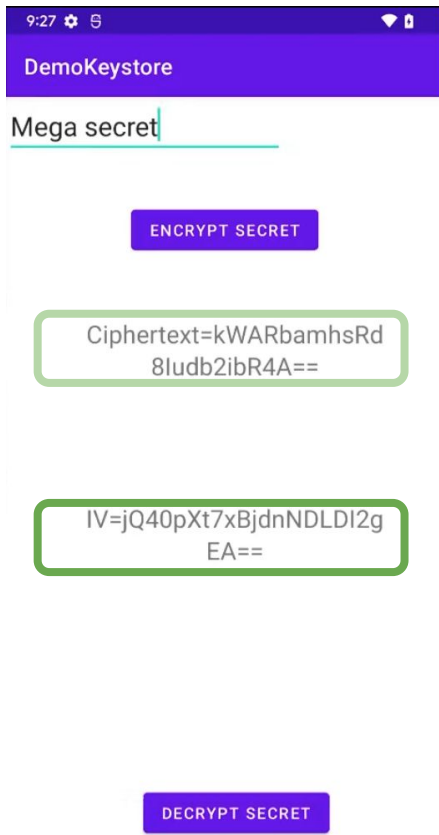 9:27
DemoKeystore
Mega secret
ENCRYPT SECRET
Ciphertext=kWARbamhsRd
8Iudb2ibR4A==
IV=jQ40pXt7xBjdnNDLDI2g
EA==
DECRYPT SECRET